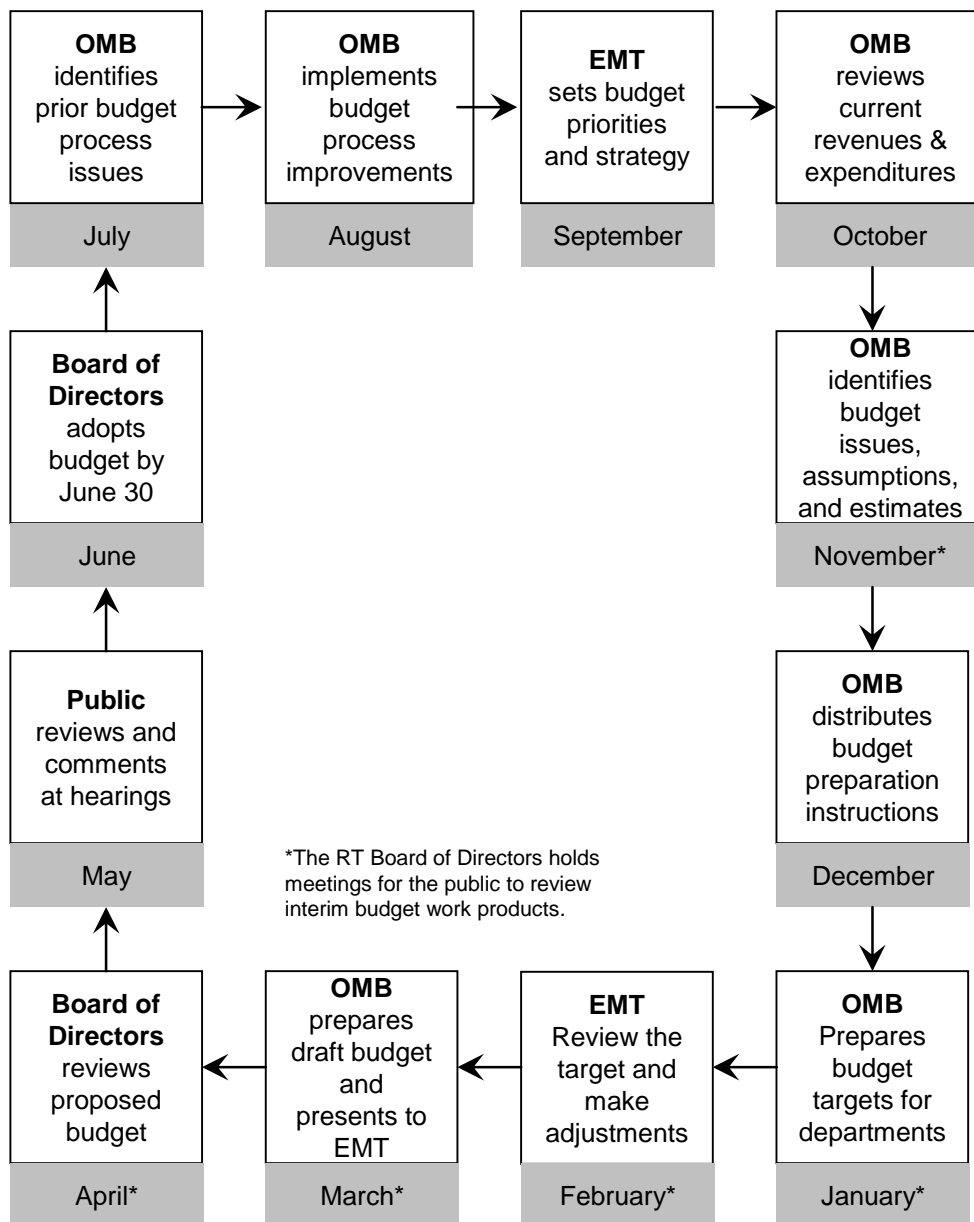 OMB
identifies
prior budget
process
issues
July
OMB
implements
budget
process
improvements
August
EMT
sets budget
priorities
and strategy
September
OMB
reviews
current
revenues &
expenditures
October
OMB
identifies
budget
issues,
assumptions,
and estimates
November*
OMB
distributes
budget
preparation
instructions
December
OMB
Prepares
budget
targets for
departments
January*
EMT
Review the
target and
make
adjustments
February*
OMB
prepares
draft budget
and
presents to
EMT
March*
Board of
Directors
reviews
proposed
budget
April*
Public
reviews and
comments
at hearings
May
Board of
Directors
adopts
budget by
June 30
June
*The RT Board of Directors holds
meetings for the public to review
interim budget work products.